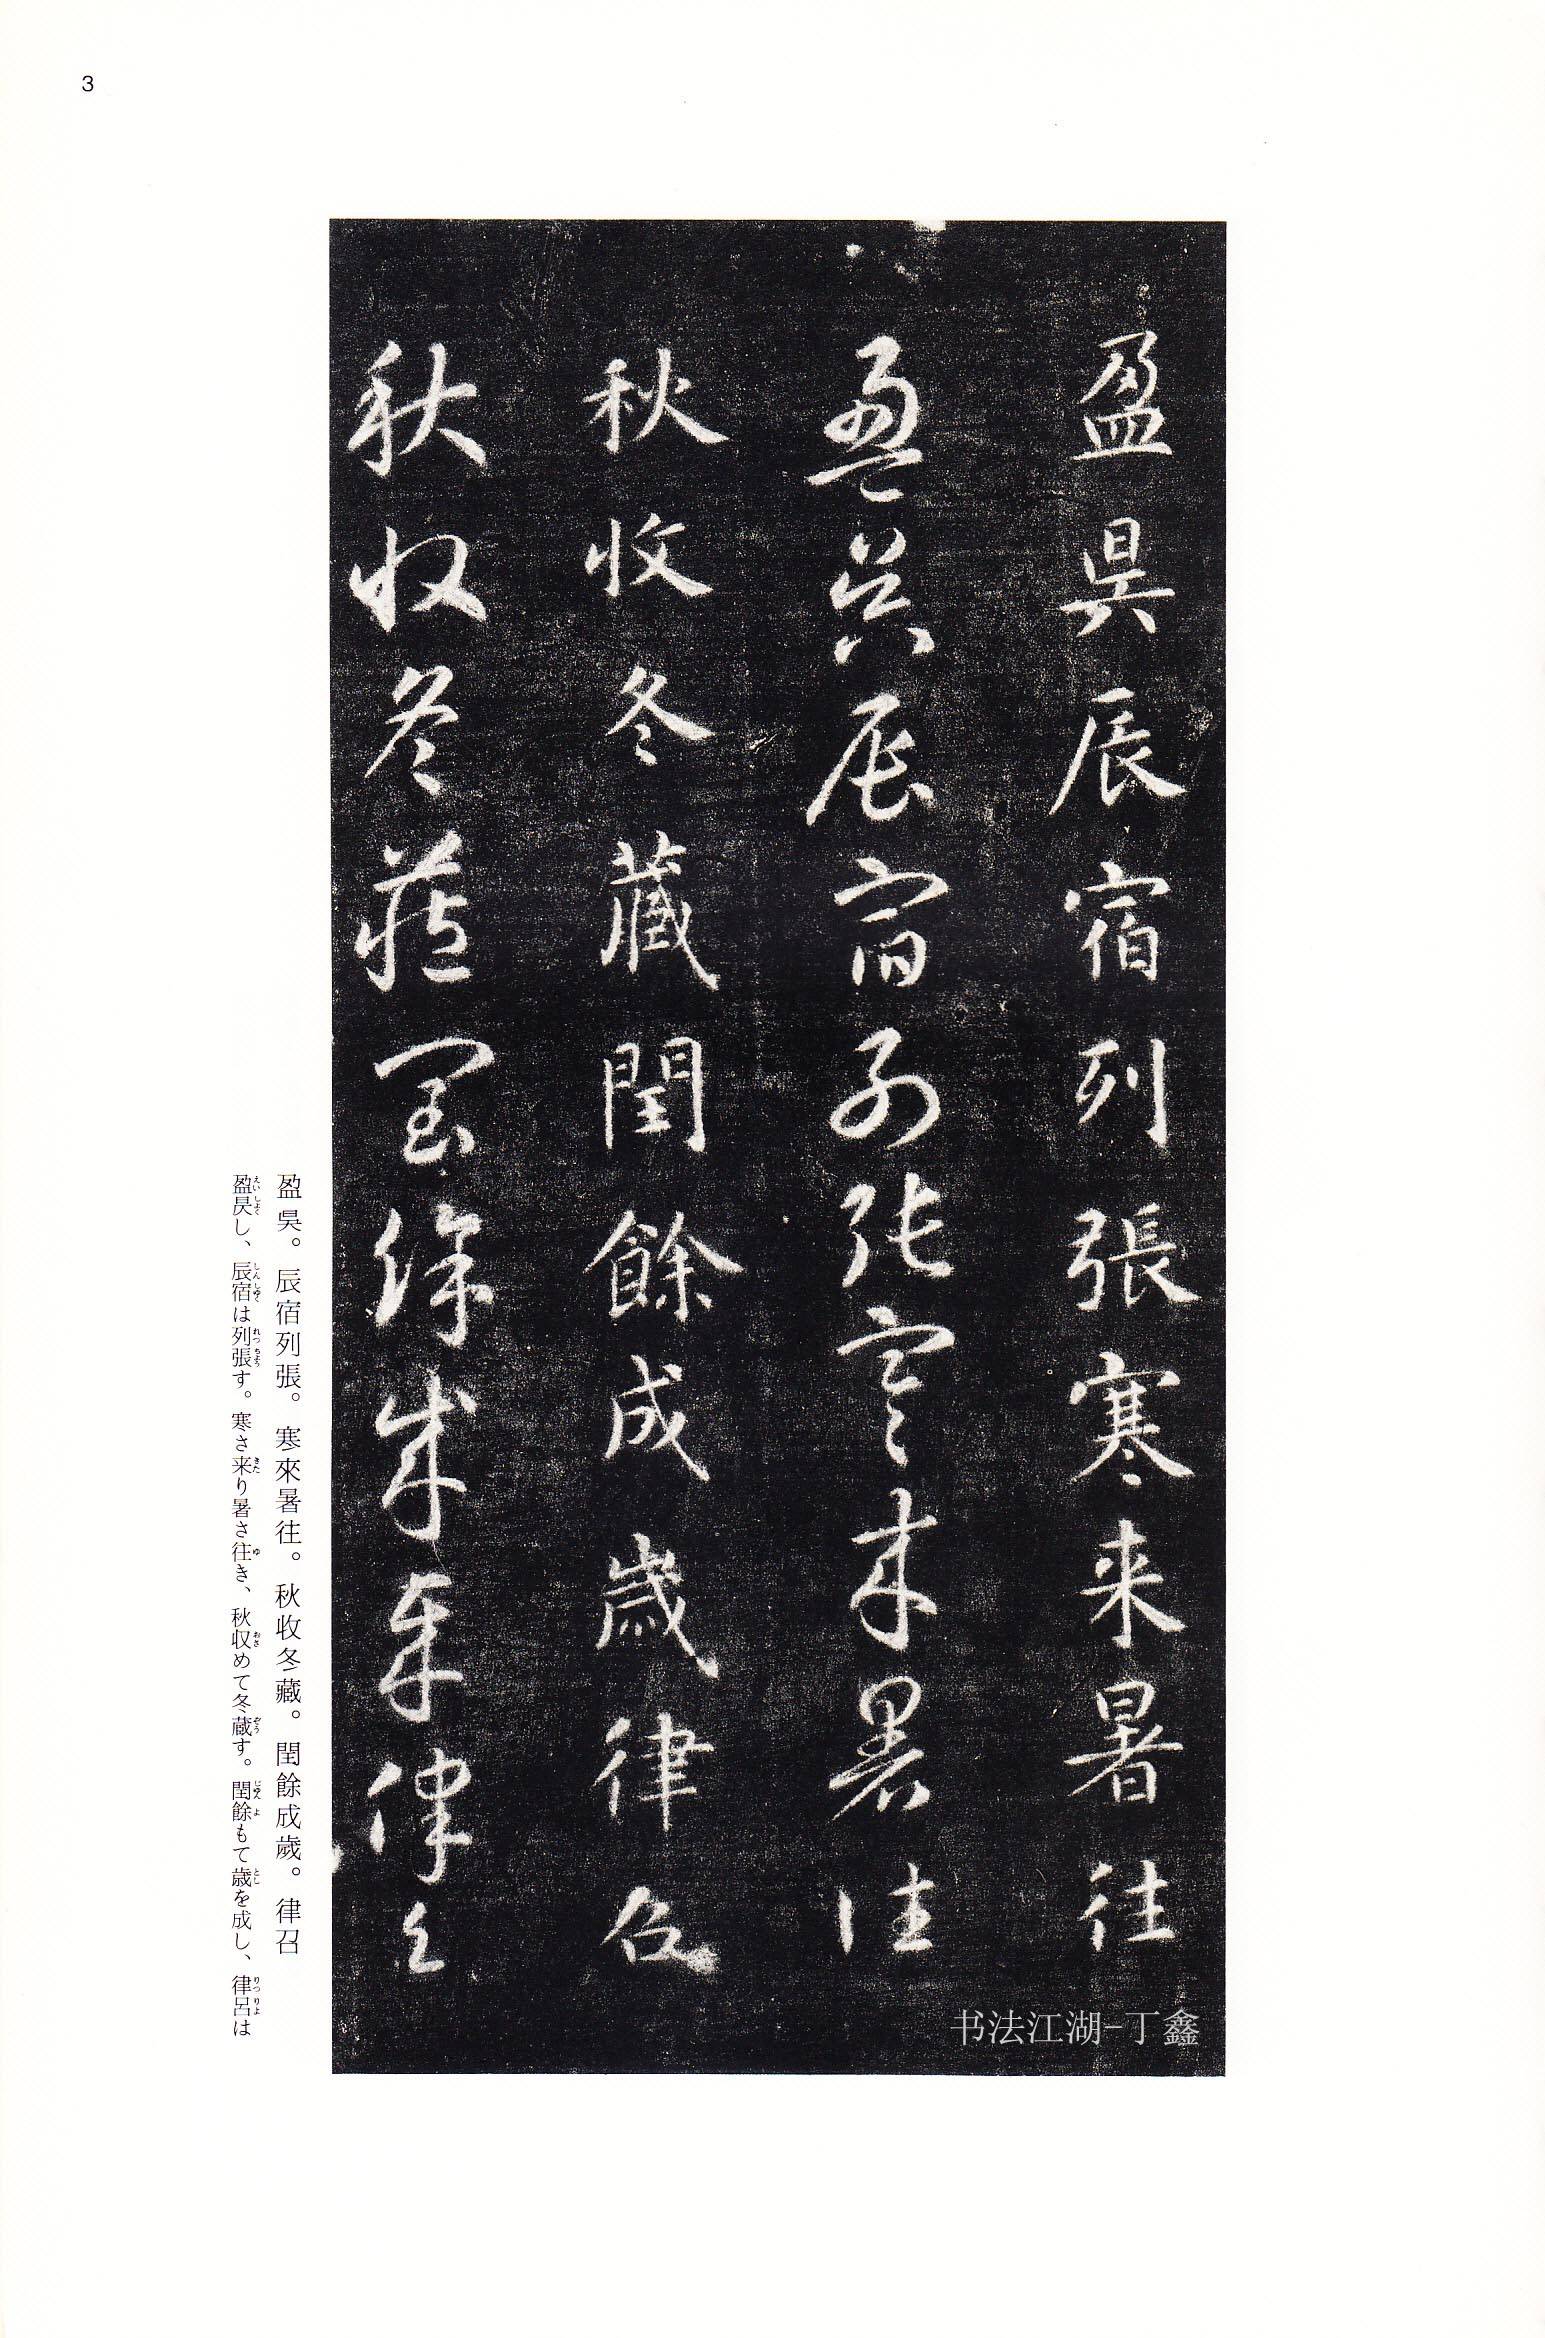 3
盈昃辰宿列張寒来暑往
盈昃辰宿列張寒来暑往
秋收冬藏閏餘成歲律召
秋收冬藏閏餘成歲律召
盈昃。辰宿列張。寒來暑往。秋收冬藏。閏餘成歲。律召
盈昃し、辰宿は列張す。寒さ来り暑さ往き、秋収めて冬蔵す。閏餘もて歳を成し、律呂は
书法江湖-丁鑫